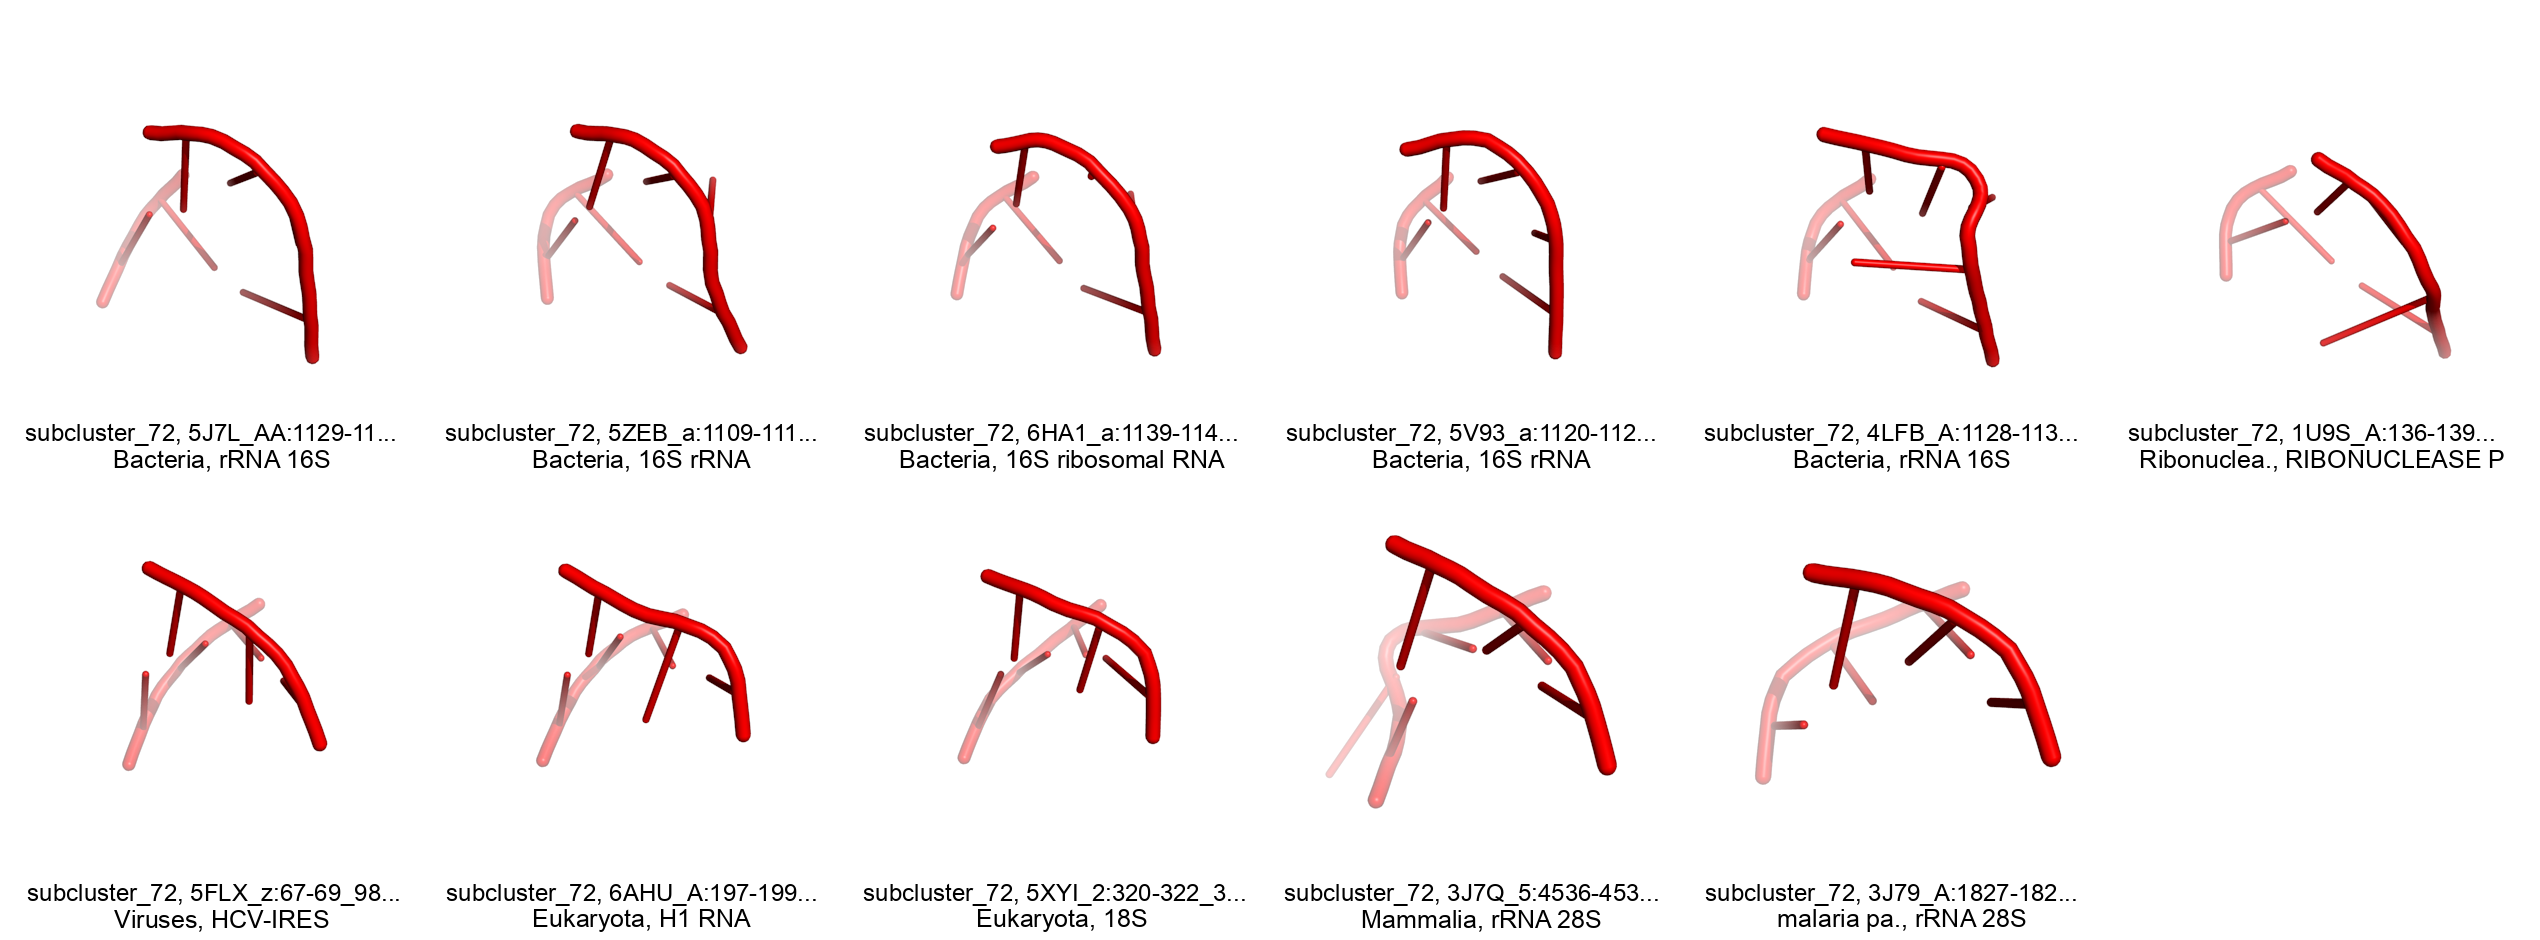 subcluster_72, 5J7L_AA:1129-11...
Bacteria, rRNA 16S
subcluster_72, 5ZEB_a:1109-111...
Bacteria, 16S rRNA
subcluster_72, 6HA1_a:1139-114...
Bacteria, 16S ribosomal RNA
subcluster_72, 5V93_a:1120-112...
Bacteria, 16S rRNA
subcluster_72, 4LFB_A:1128-113...
Bacteria, rRNA 16S
subcluster_72, 1U9S_A:136-139...
Ribonuclea., RIBONUCLEASE P
subcluster_72, 5FLX_z:67-69_98...
Viruses, HCV-IRES
subcluster_72, 6AHU_A:197-199...
Eukaryota, H1 RNA
subcluster_72, 5XYI_2:320-322_3...
Eukaryota, 18S
subcluster_72, 3J7Q_5:4536-453...
Mammalia, rRNA 28S
subcluster_72, 3J79_A:1827-182...
malaria pa., rRNA 28S